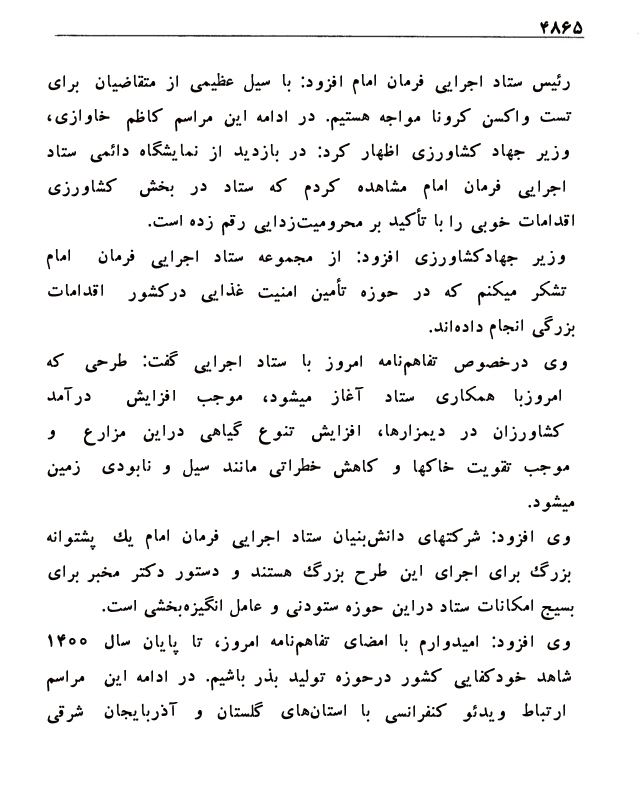 ۴۸۶۵
رئیس ستاد اجرایی فرمان امام افزود: با سیل عظیمی از متقاضیان برای
تست واکسن کرونا مواجه هستیم. در ادامه این مراسم کاظم خاوازی،
وزیر جهاد کشاورزی اظهار کرد: در بازدید از نمایشگاه دائمی ستاد
اجرایی فرمان امام مشاهده کردم که ستاد در بخش کشاورزی
اقدامات خوبی را با تأکید بر محرومیت‌زدایی رقم زده است.
وزیر جهادکشاورزی افزود: از مجموعه ستاد اجرایی فرمان امام
تشکر میکنم که در حوزه تأمین امنیت غذایی درکشور اقدامات
بزرگی انجام داده‌اند.
وی درخصوص تفاهم‌نامه امروز با ستاد اجرایی گفت: طرحی که
امروزبا همکاری ستاد آغاز میشود، موجب افزایش درآمد
کشاورزان در دیمزارها، افزایش تنوع گیاهی دراین مزارع و
موجب تقویت خاکها و کاهش خطراتی مانند سیل و نابودی زمین
میشود.
وی افزود: شرکتهای دانش‌بنیان ستاد اجرایی فرمان امام یك پشتوانه
بزرگ برای اجرای این طرح بزرگ هستند و دستور دکتر مخبر برای
بسیج امکانات ستاد دراین حوزه ستودنی و عامل انگیزه‌بخشی است.
وی افزود: امیدوارم با امضای تفاهم‌نامه امروز، تا پایان سال ۱۴۰۰
شاهد خودکفایی کشور درحوزه تولید بذر باشیم. در ادامه این مراسم
ارتباط ویدئو کنفرانسی با استان‌های گلستان و آذربایجان شرقی